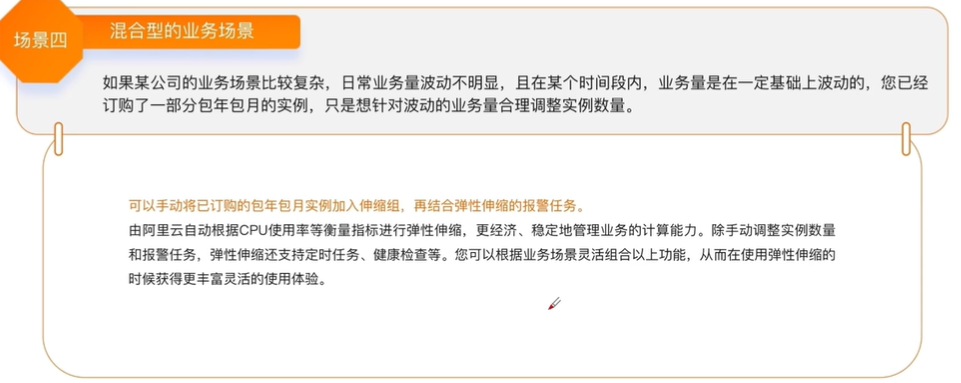 场景四
混合型的业务场景
如果某公司的业务场景比较复杂，日常业务量波动不明显，且在某个时间段内，业务量是在一定基础上波动的，您已经
订购了一部分包年包月的实例，只是想针对波动的业务量合理调整实例数量。
可以手动将已订购的包年包月实例加入伸缩组，再结合弹性伸缩的报警任务。
由阿里云自动根据CPU使用率等衡量指标进行弹性伸缩，更经济、稳定地管理业务的计算能力。除手动调整实例数量
和报警任务，弹性伸缩还支持定时任务、健康检查等。您可以根据业务场景灵活组合以上功能，从而在使用弹性伸缩的
时候获得更丰富灵活的使用体验。